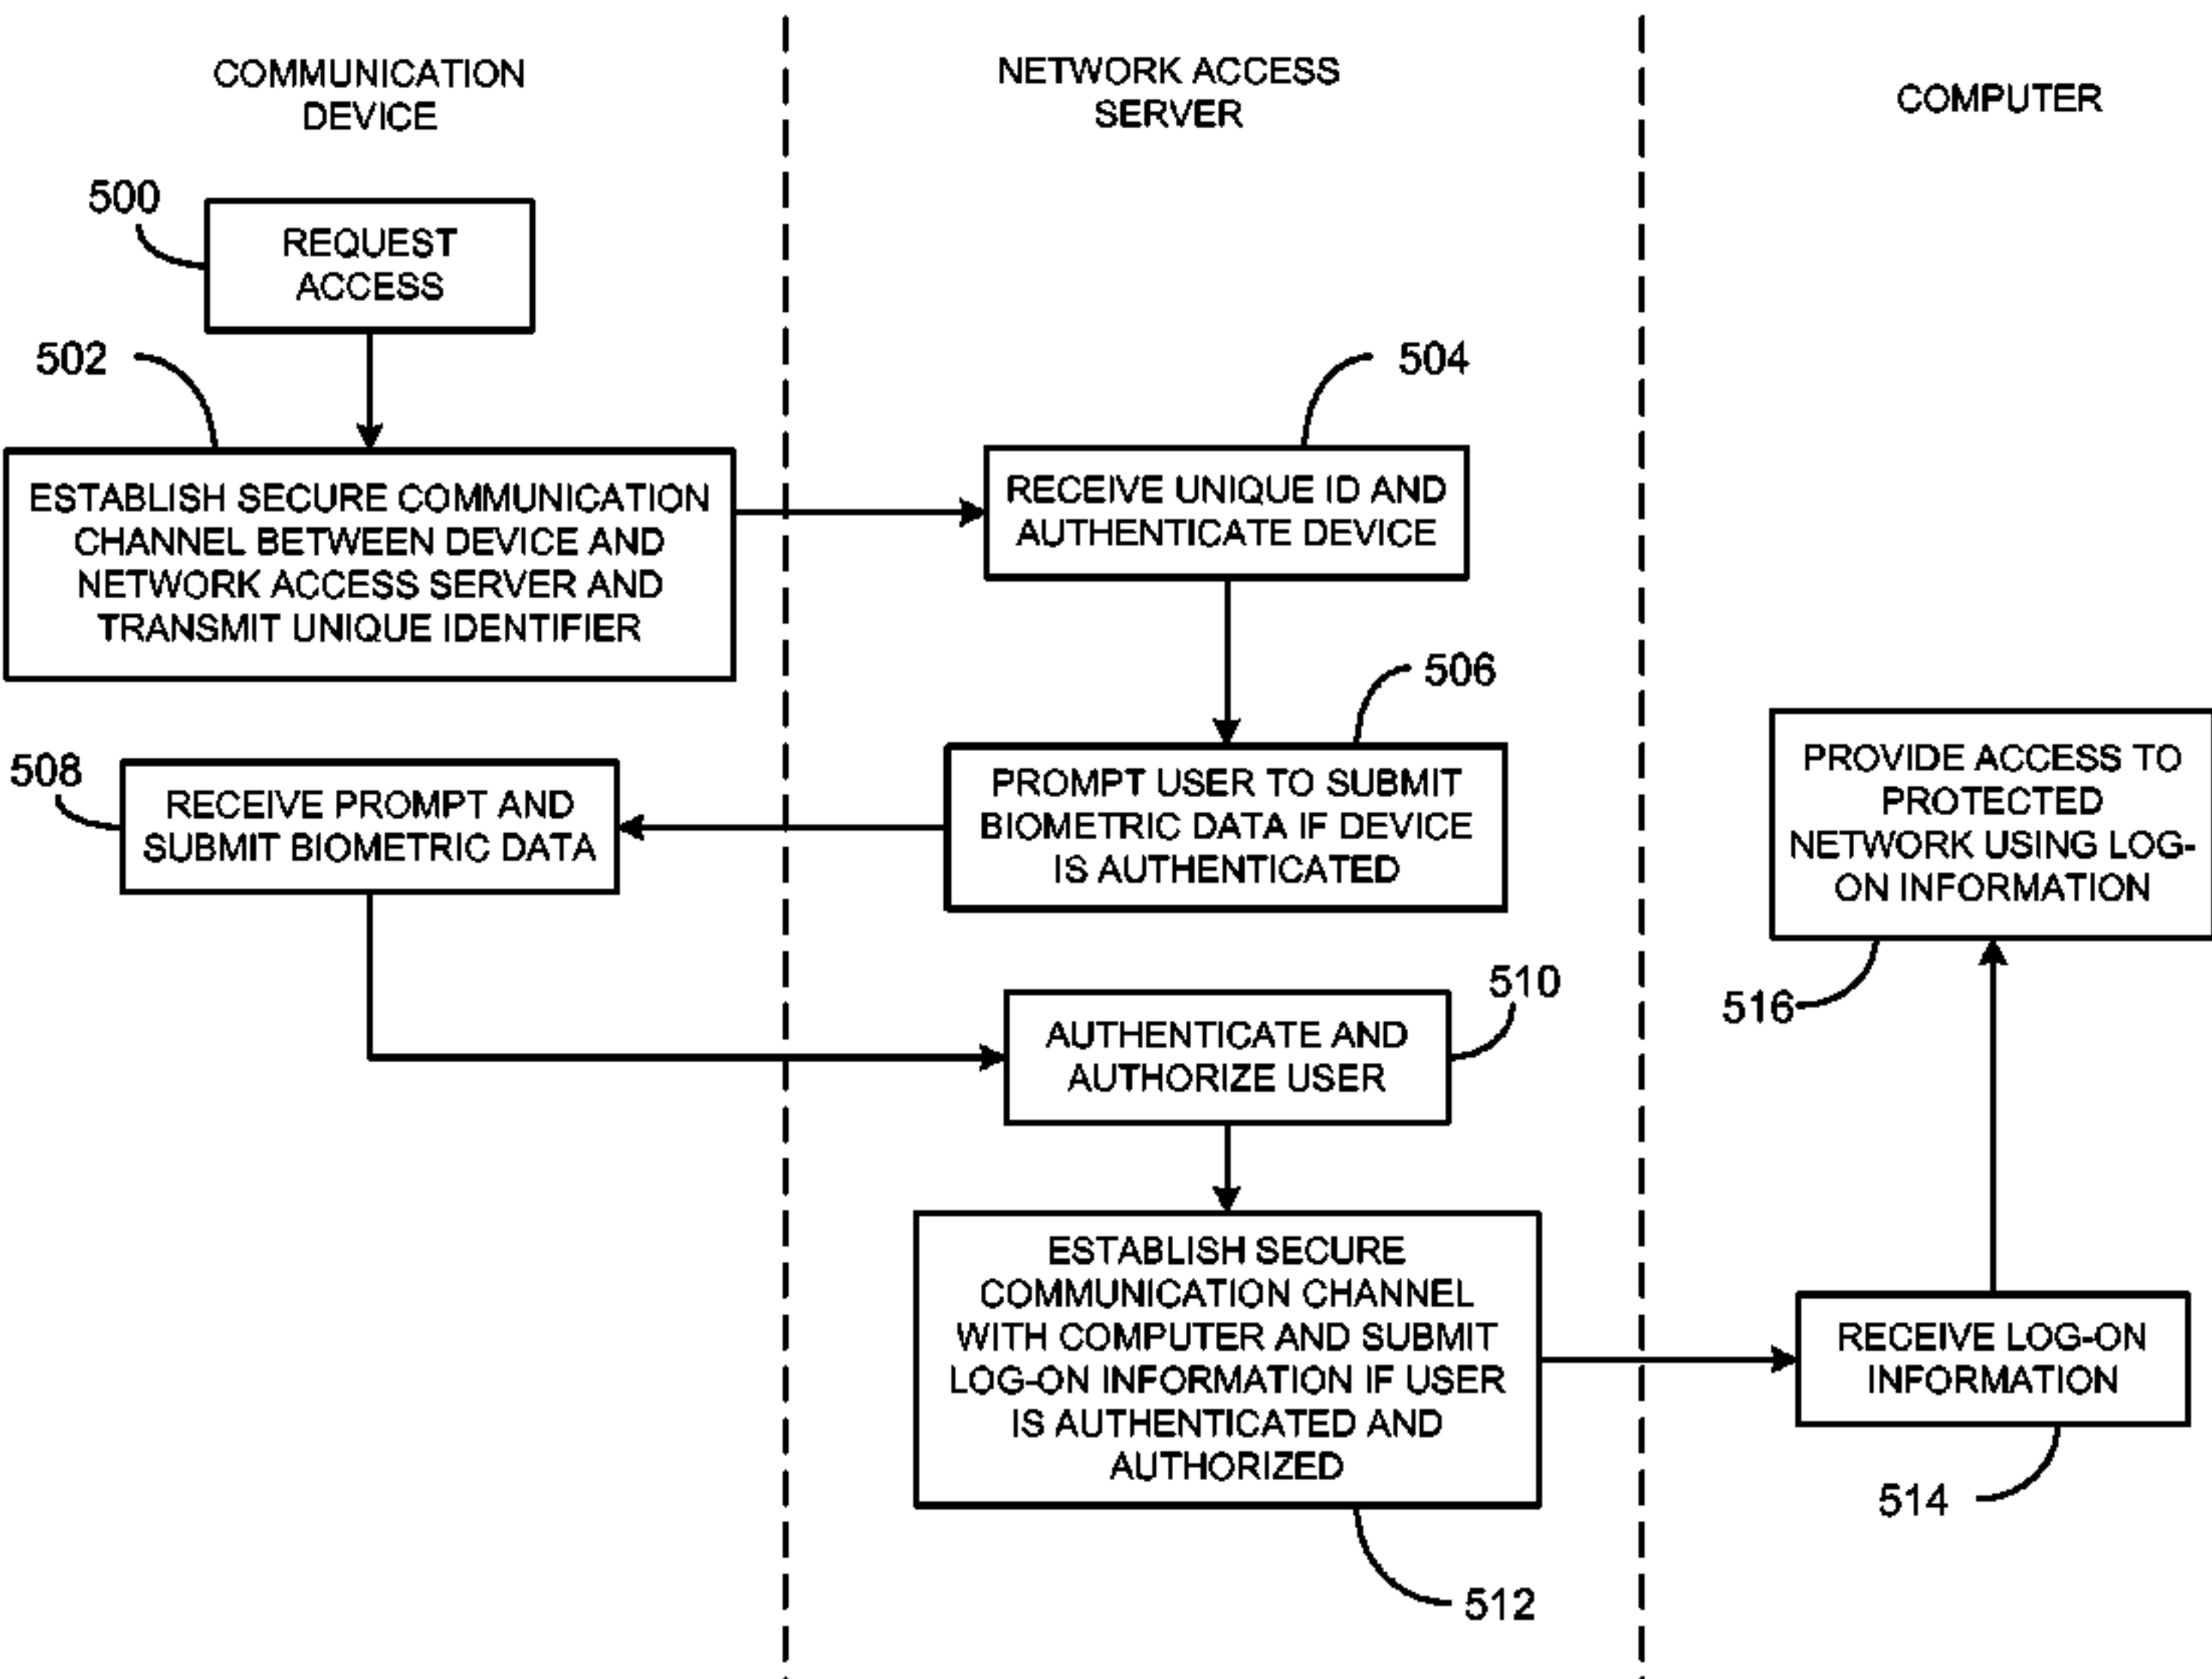 COMMUNICATION
DEVICE
NETWORK ACCESS
SERVER
COMPUTER
500
REQUEST
ACCESS
502
ESTABLISH SECURE COMMUNICATION
CHANNEL BETWEEN DEVICE AND
NETWORK ACCESS SERVER AND
TRANSMIT UNIQUE IDENTIFIER
504
RECEIVE UNIQUE ID AND
AUTHENTICATE DEVICE
506
PROMPT USER TO SUBMIT
BIOMETRIC DATA IF DEVICE
IS AUTHENTICATED
508
RECEIVE PROMPT AND
SUBMIT BIOMETRIC DATA
510
AUTHENTICATE AND
AUTHORIZE USER
ESTABLISH SECURE
COMMUNICATION CHANNEL
WITH COMPUTER AND SUBMIT
LOG-ON INFORMATION IF USER
IS AUTHENTICATED AND
AUTHORIZED
512
RECEIVE LOG-ON
INFORMATION
514
PROVIDE ACCESS TO
PROTECTED
NETWORK USING LOG-
ON INFORMATION
516